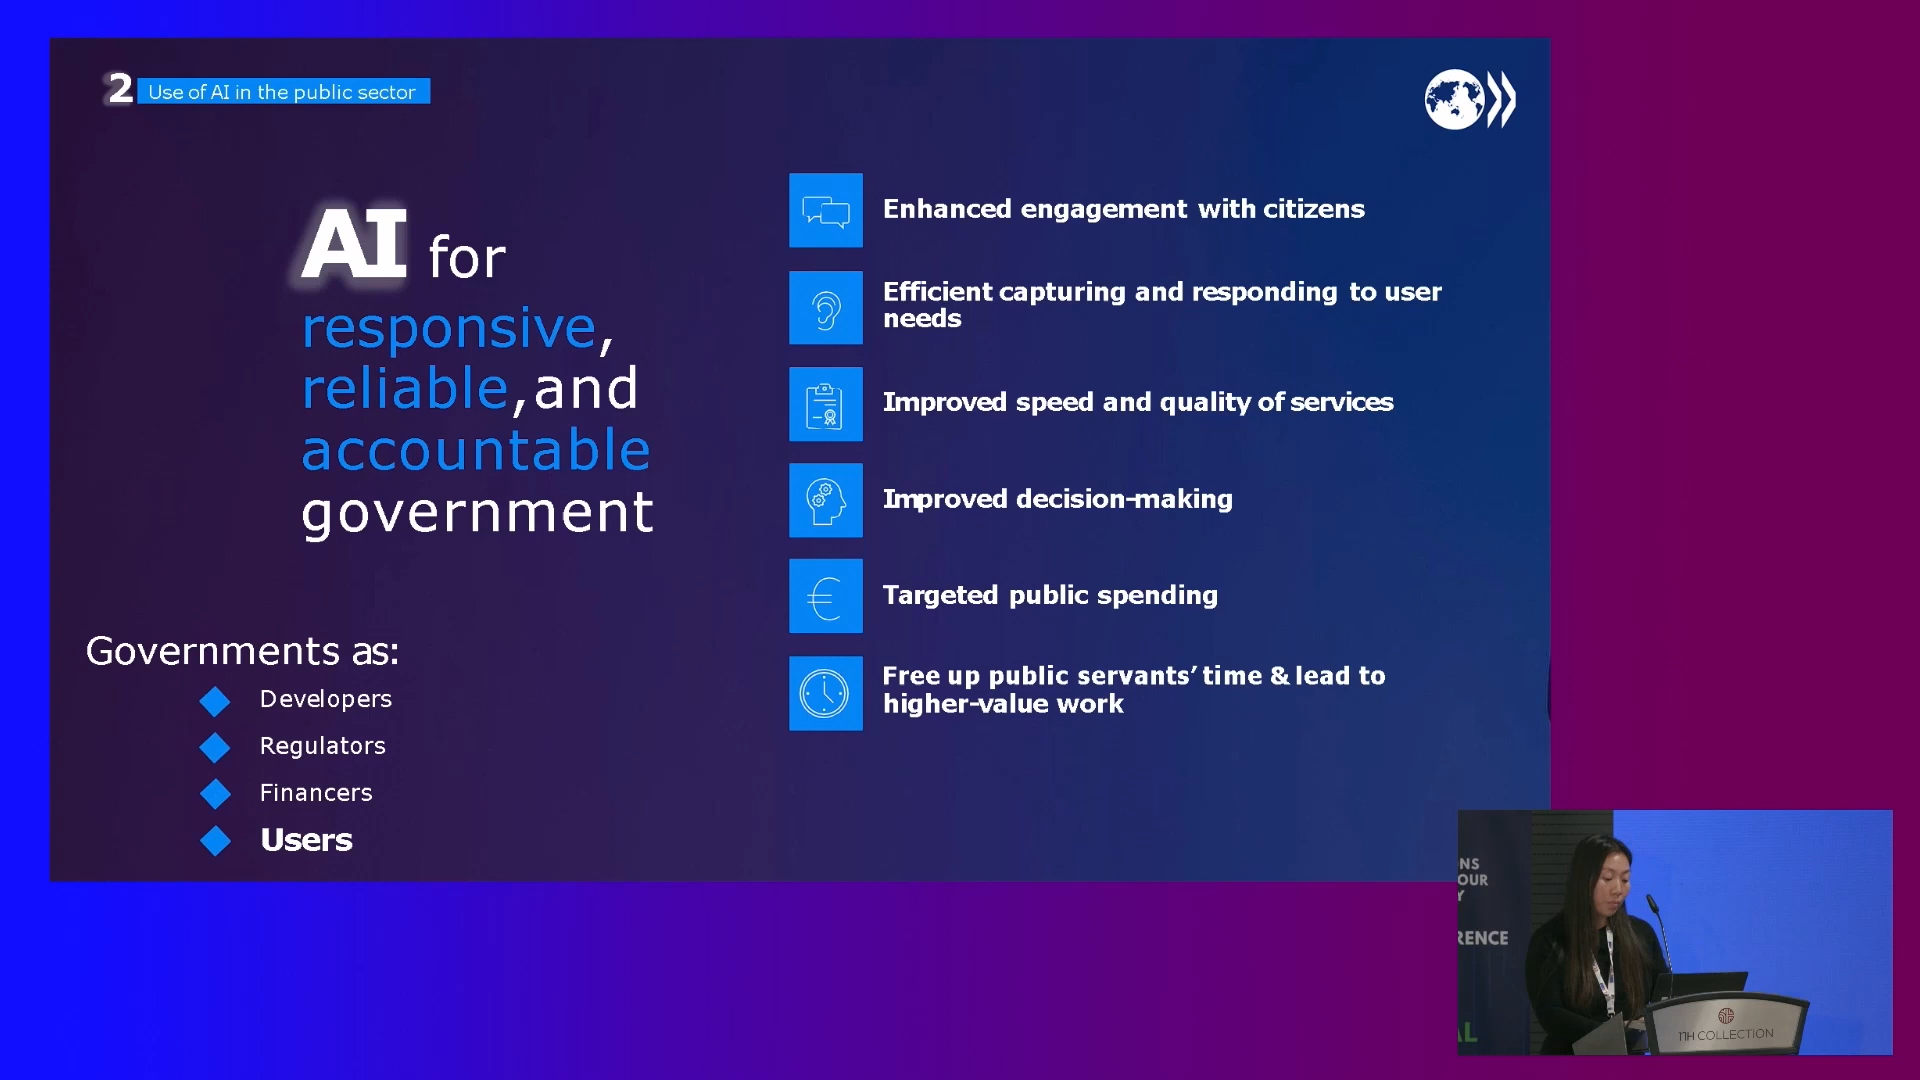 2 Use of AI in the public sector
AI for
responsive,
reliable, and
accountable
government
Governments as:
Developers
Regulators
Financers
Users
Enhanced engagement with citizens
Efficient capturing and responding to user
needs
Improved speed and quality of services
Improved decision-making
Targeted public spending
Free up public servants’ time & lead to
higher-value work
NS
OUR
Y
RENCE
AL
NH COLLECTION